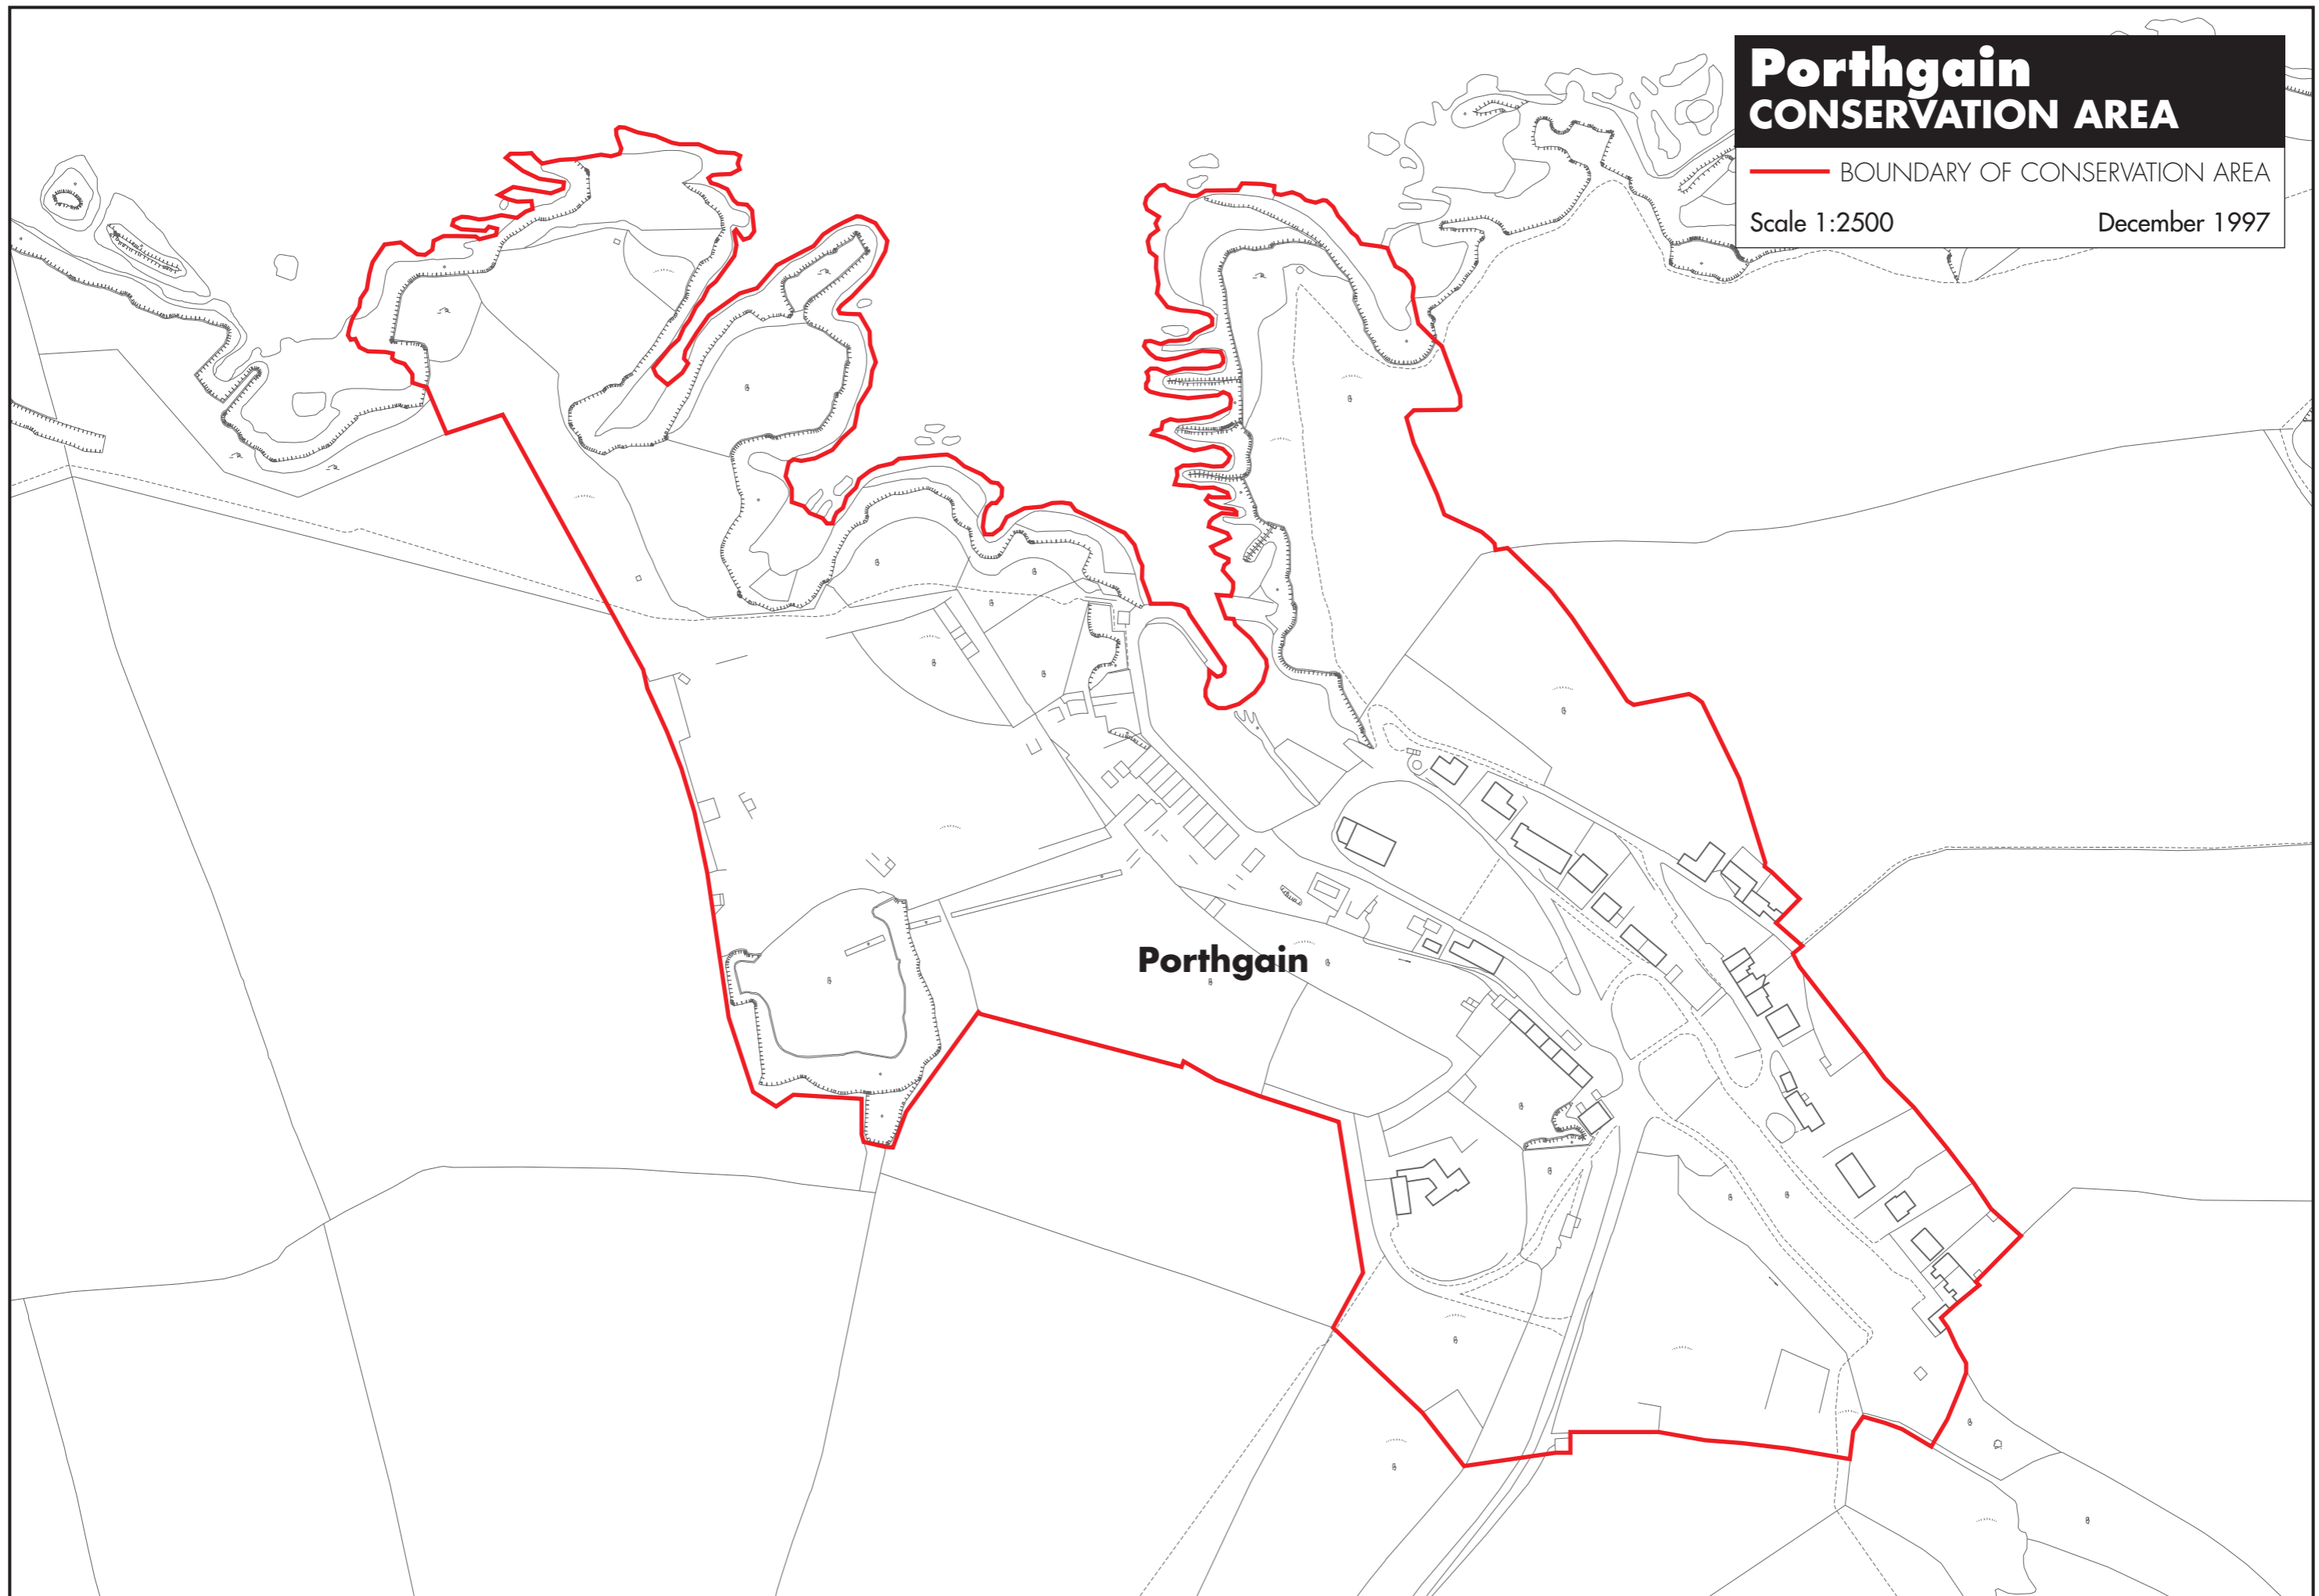 Porthgain
CONSERVATION AREA
BOUNDARY OF CONSERVATION AREA
Scale 1:2500 December 1997
Porthgain